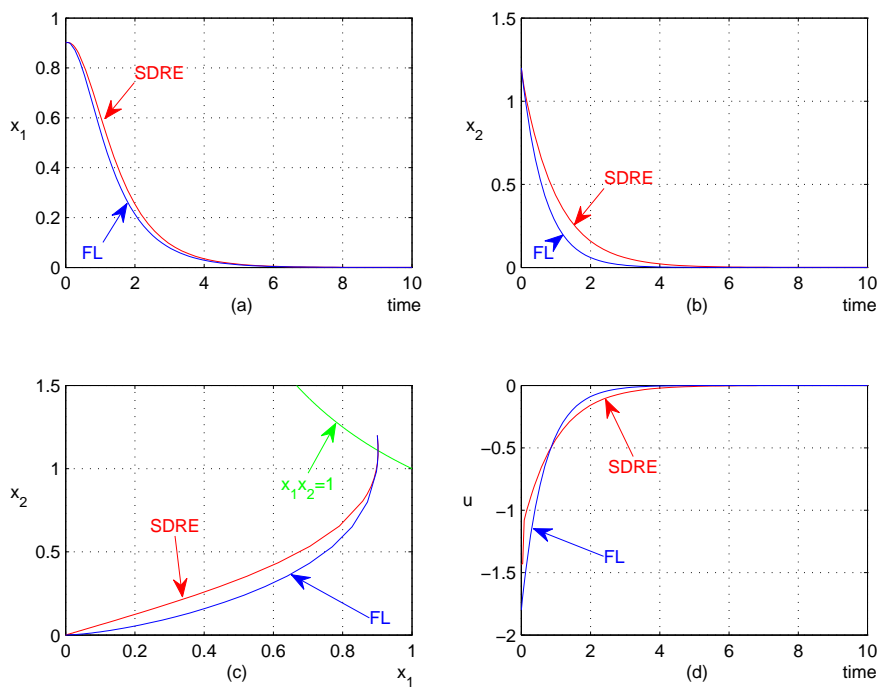 1
0.8
0.6
0.4
0.2
0
x1
SDRE
FL
0 2 4 6 8 10
(a) time
1.5
1
0.5
0
x2
SDRE
FL
0 2 4 6 8 10
(b) time
1.5
1
0.5
0
x2
x1x2=1
SDRE
FL
0 0.2 0.4 0.6 0.8 1
(c) x1
0
−0.5
−1
−1.5
−2
u
SDRE
FL
0 2 4 6 8 10
(d) time